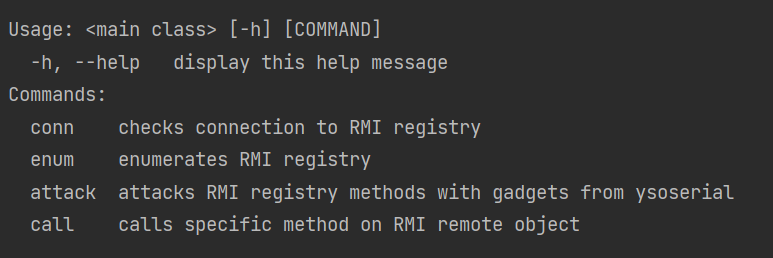 Usage: <main class> [-h] [COMMAND]
  -h, --help   display this help message
Commands:
  conn    checks connection to RMI registry
  enum    enumerates RMI registry
  attack  attacks RMI registry methods with gadgets from ysoserial
  call    calls specific method on RMI remote object